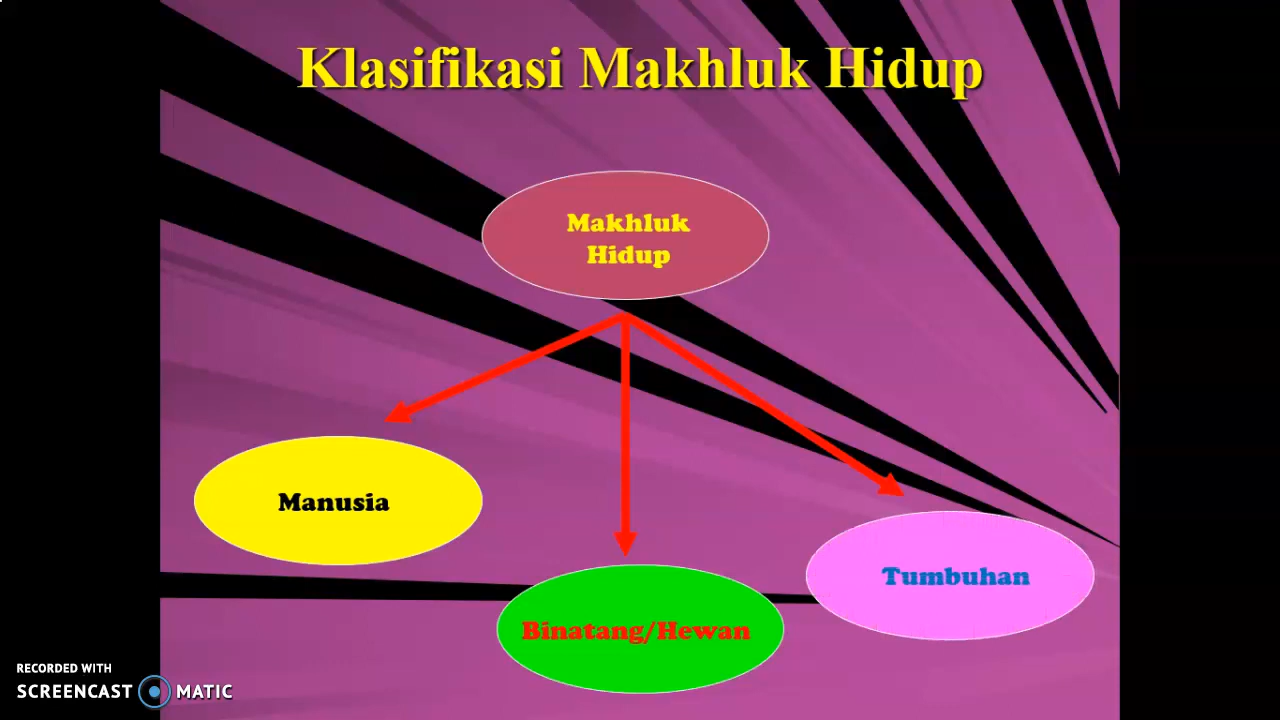 Klasifikasi Makhluk Hidup
Makhluk
Hidup
Manusia
Tumbuhan
Binatang/Hewan
RECORDED WITH
SCREENCAST MATIC